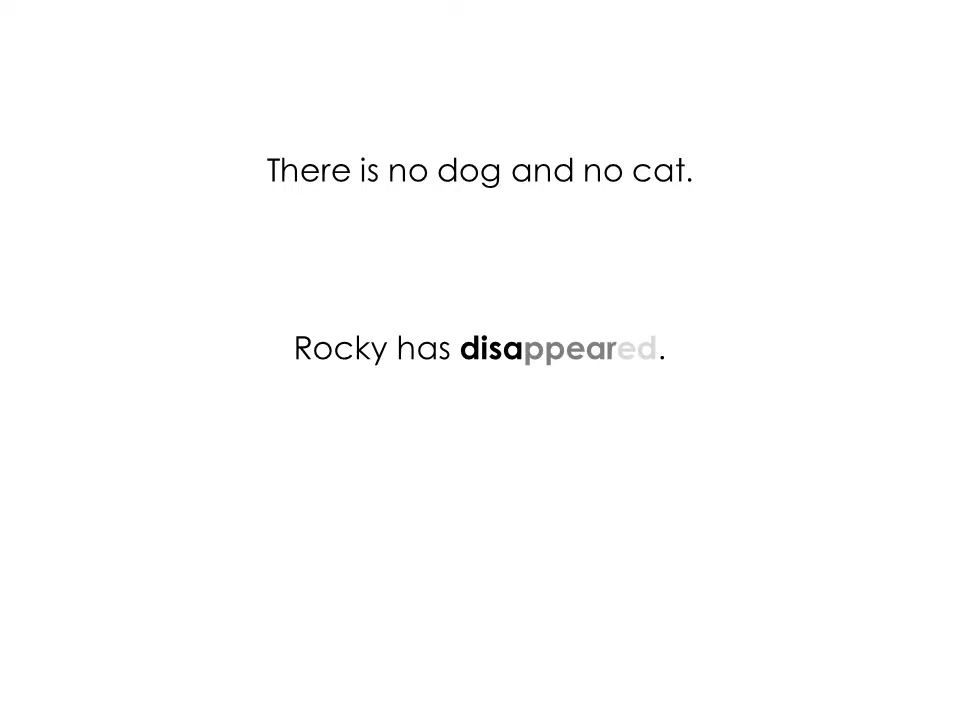 There is no dog and no cat.
Rocky has disappeared.